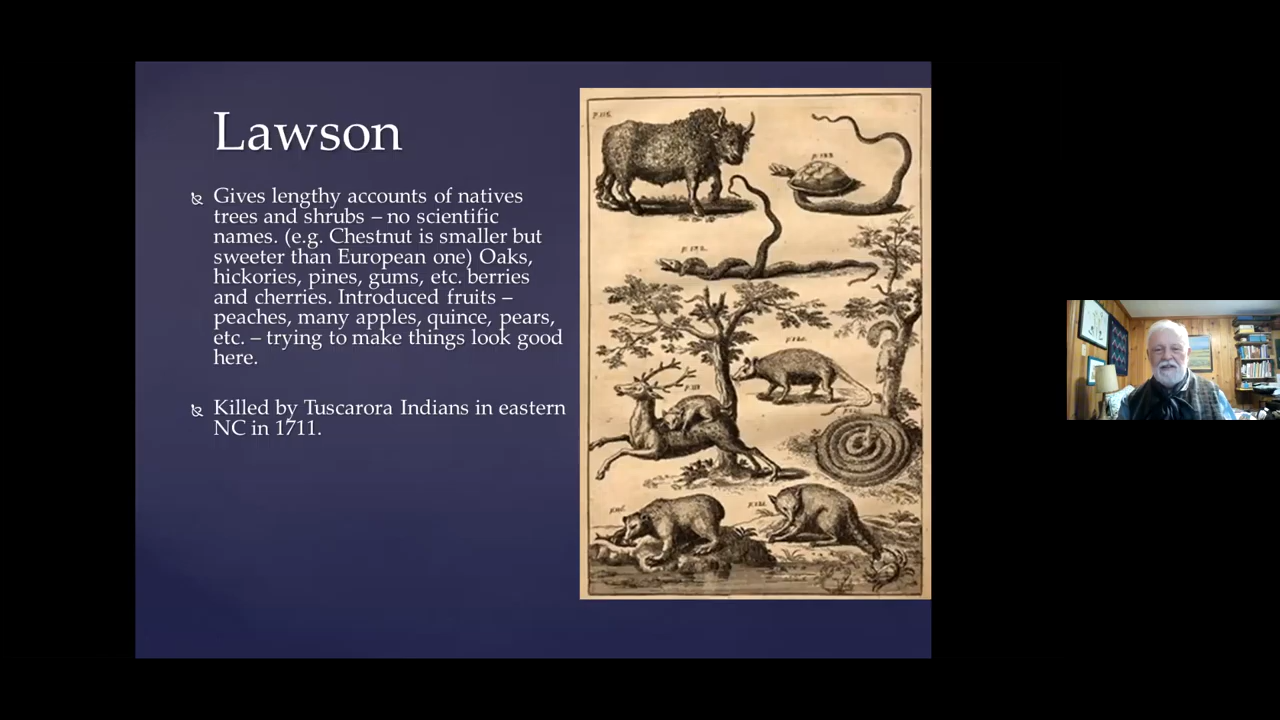 Lawson
Gives lengthy accounts of natives
trees and shrubs – no scientific
names. (e.g. Chestnut is smaller but
sweeter than European one) Oaks,
hickories, pines, gums, etc. berries
and cherries. Introduced fruits –
peaches, many apples, quince, pears,
etc. – trying to make things look good
here.
Killed by Tuscarora Indians in eastern
NC in 1711.